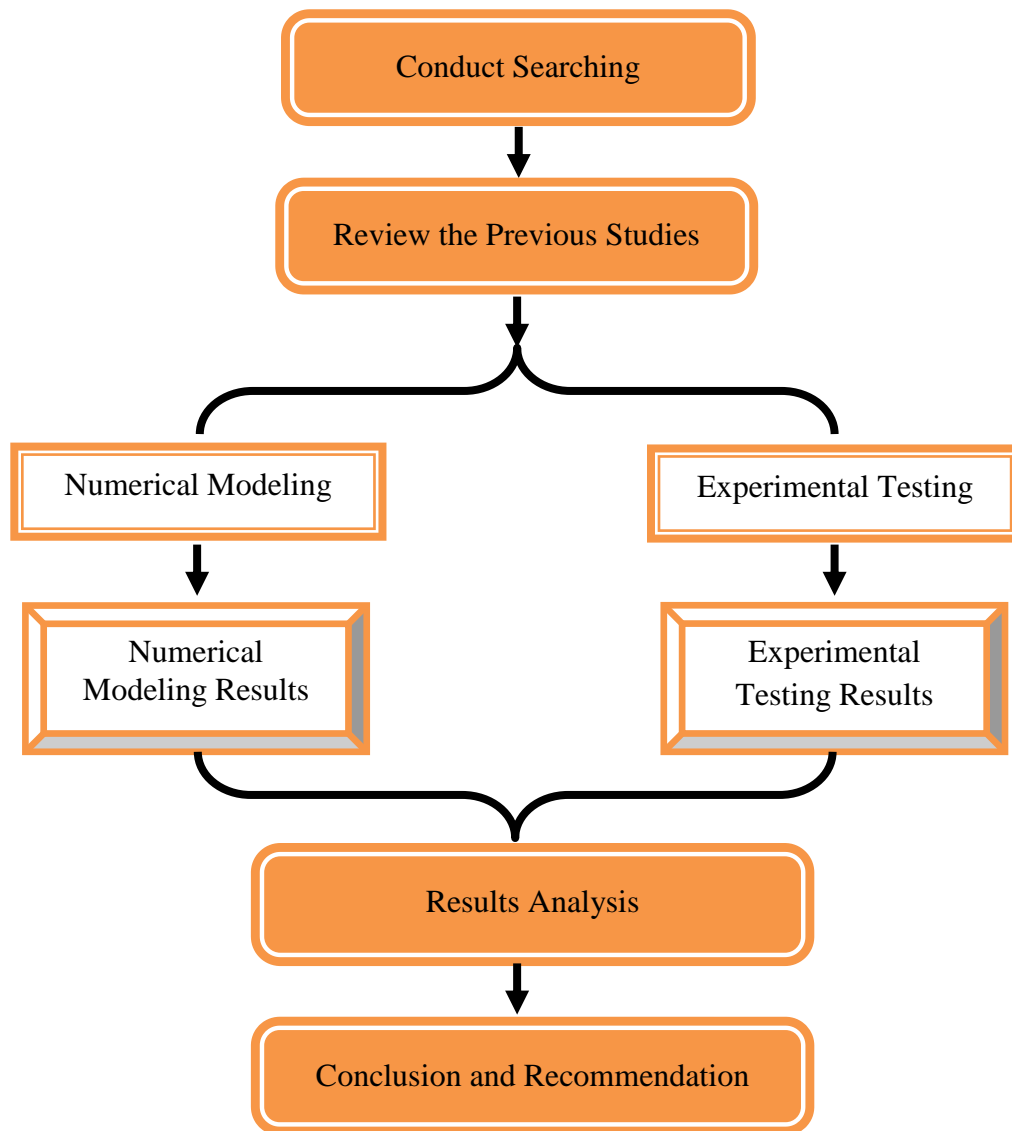 Conduct Searching
Review the Previous Studies
Numerical Modeling
Experimental Testing
Numerical
Modeling Results
Experimental
Testing Results
Results Analysis
Conclusion and Recommendation